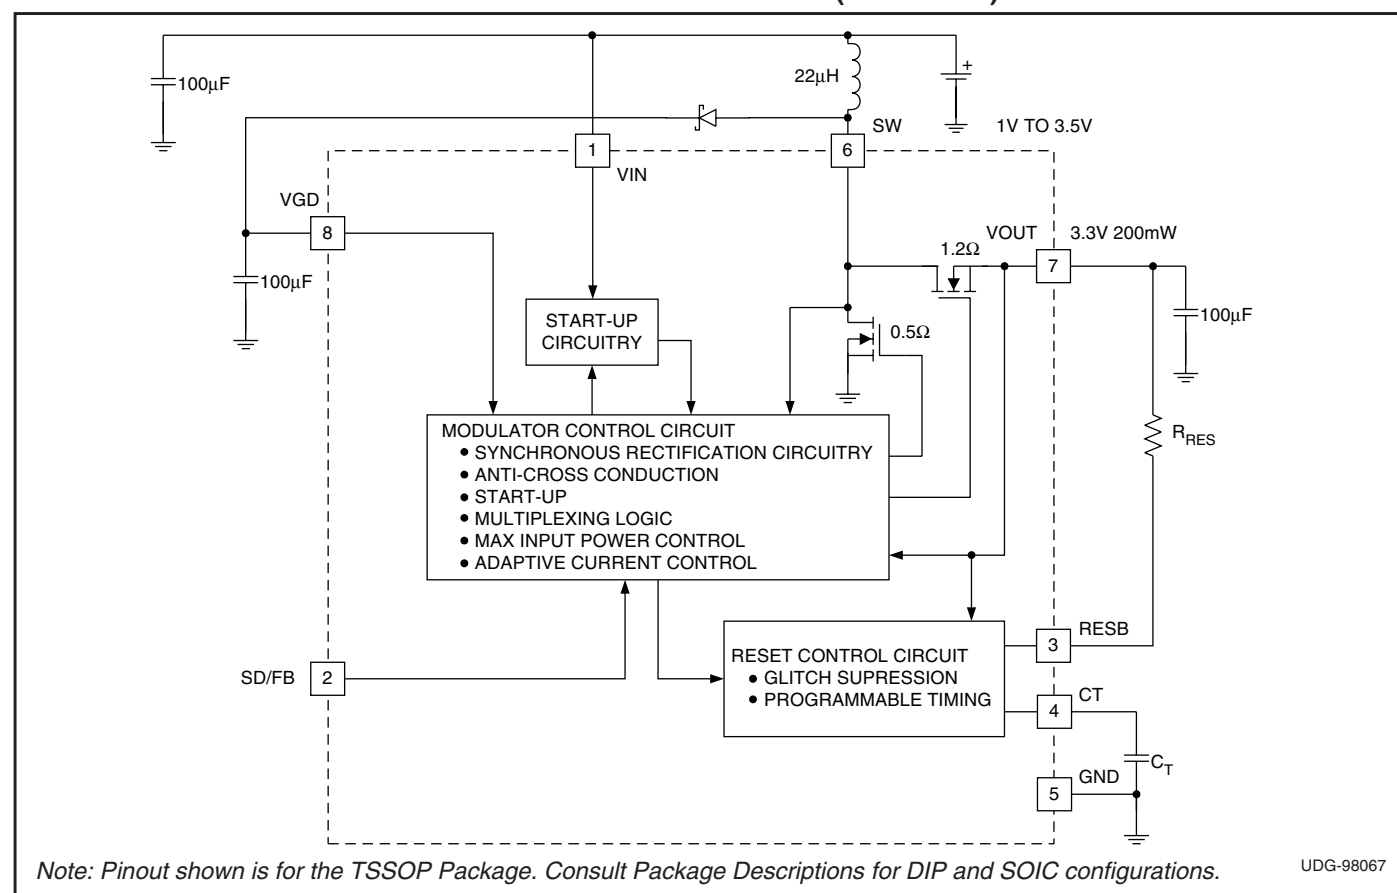 100µF
22µH
+
SW
1V TO 3.5V
1
6
VIN
VGD
8
VOUT
3.3V 200mW
1.2Ω
7
100µF
START-UP
CIRCUITRY
0.5Ω
100µF
MODULATOR CONTROL CIRCUIT
● SYNCHRONOUS RECTIFICATION CIRCUITRY
● ANTI-CROSS CONDUCTION
● START-UP
● MULTIPLEXING LOGIC
● MAX INPUT POWER CONTROL
● ADAPTIVE CURRENT CONTROL
RRES
RESB
3
RESET CONTROL CIRCUIT
● GLITCH SUPRESSION
● PROGRAMMABLE TIMING
SD/FB
2
CT
4
CT
GND
5
Note: Pinout shown is for the TSSOP Package. Consult Package Descriptions for DIP and SOIC configurations.
UDG-98067